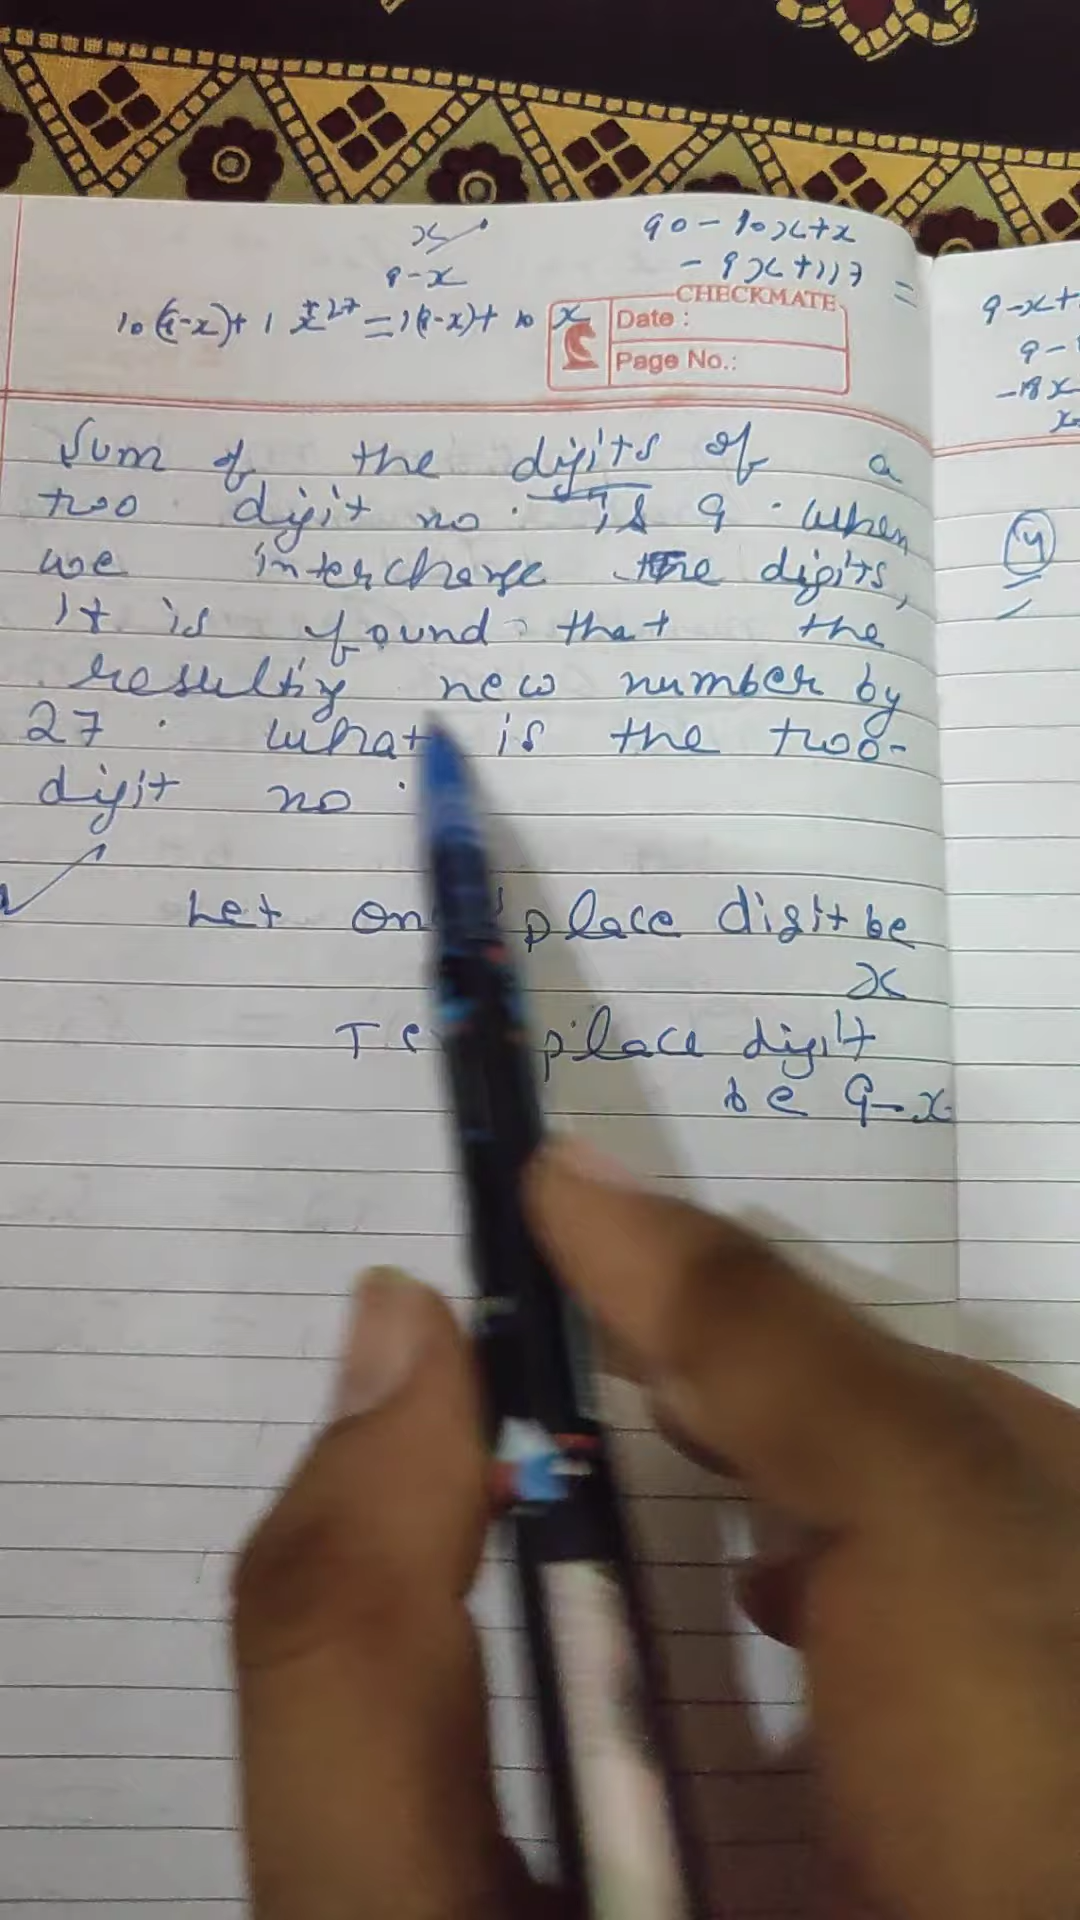 x
9-x
90-10x+x
-9x+117 =
10(9-x)+1x+27=1(9-x)+10x
CHECKMATE
Date :
Page No.:
Sum of the digits of a
two digit no. is 9. when
we interchange the digits,
it is found that the
resulting new number by
27. What is the two-
digit no.
Let place digit be
x
place digit
be 9-x
9-x+
9-
-18x
x